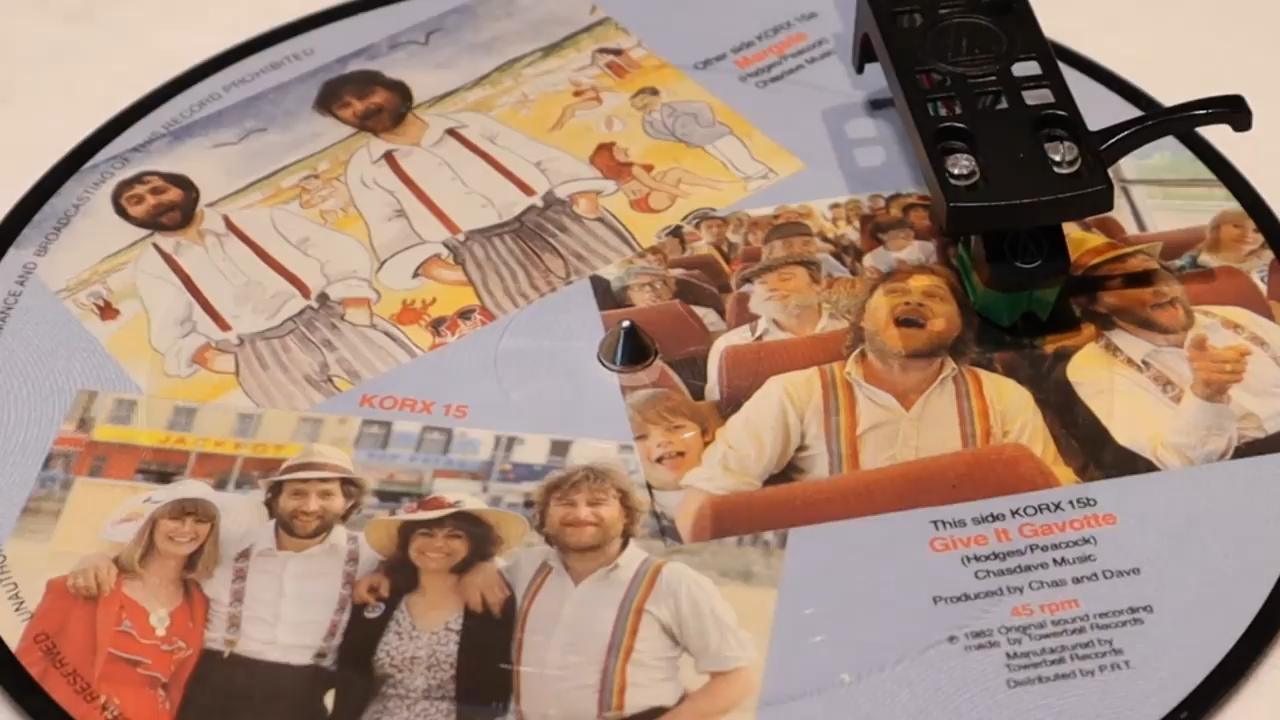 MANCE AND BROADCASTING OF THIS RECORD PROHIBITED
Other side KORX 15a
Margate
(Hodges/Peacock)
Chasdave Music
KORX 15
JACKPOT
This side KORX 15b
Give It Gavotte
(Hodges/Peacock)
Chasdave Music
Produced by Chas and Dave
45 rpm
℗ 1982 Original sound recording
made by Towerbell Records
Manufactured by
Towerbell Records
Distributed by P.R.T.
RESERVED UNAUTHO